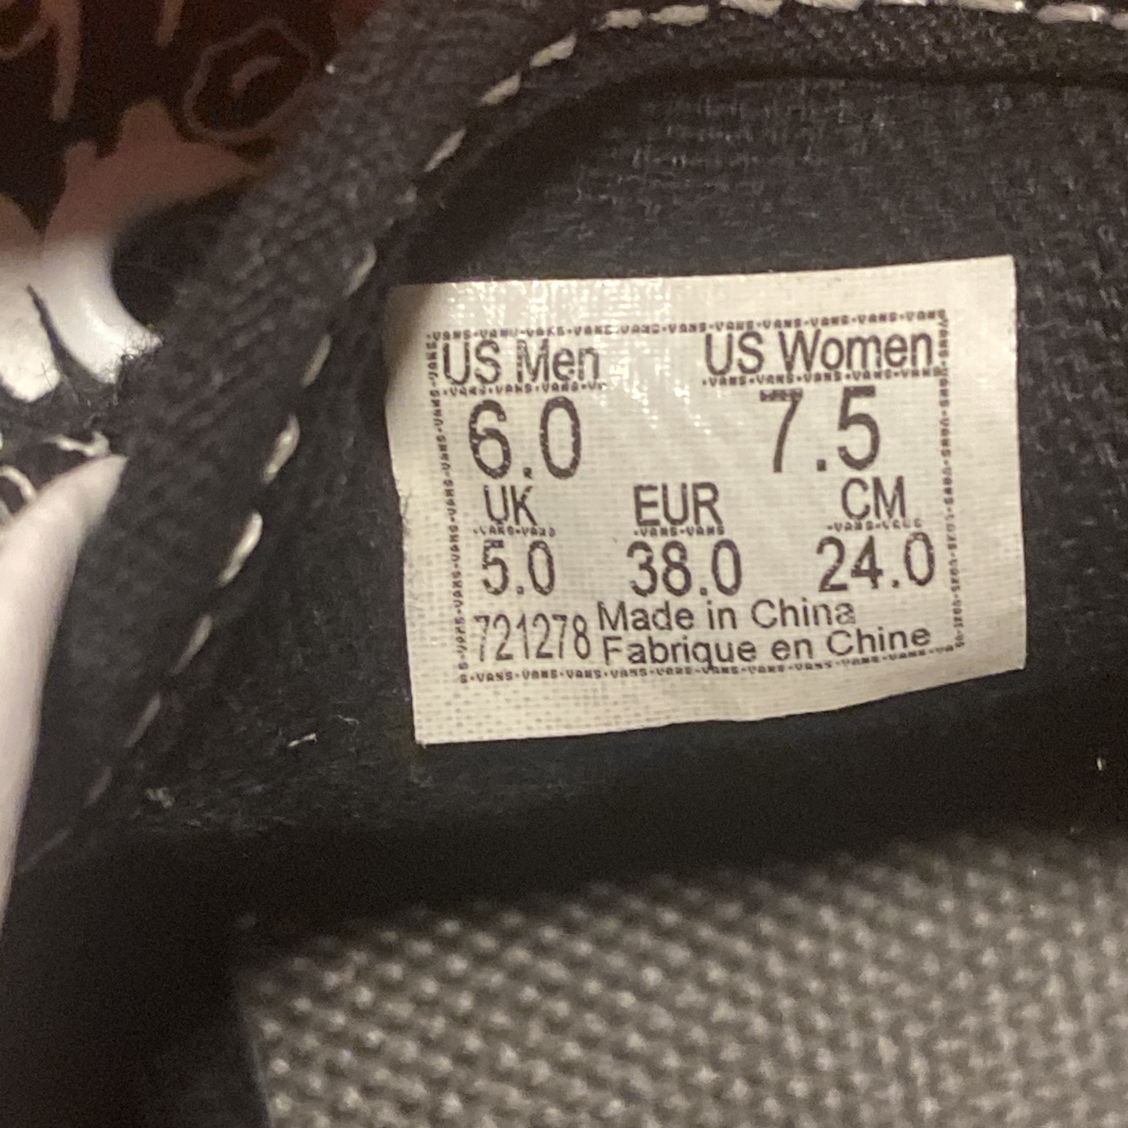 US Men US Women
6.0 7.5
UK EUR CM
5.0 38.0 24.0
721278 Made in China
Fabrique en Chine